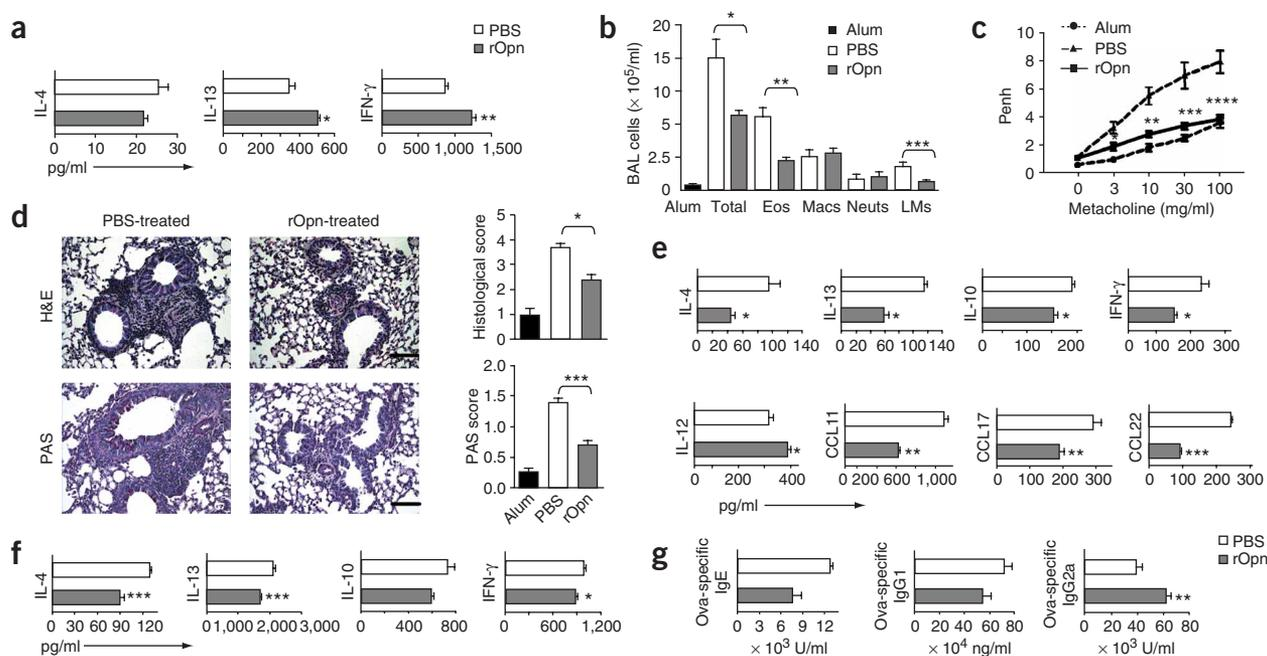 a
PBS
rOpn
IL-4
0 10 20 30
IL-13
0 200 400 600
*
IFN-γ
0 500 1,000 1,500
**
pg/ml
b
BAL cells (× 10⁵/ml)
20
15
10
5
2.5
0
*
**
***
Alum
PBS
rOpn
Alum Total Eos Macs Neuts LMs
c
Penh
10
8
6
4
2
0
Alum
PBS
rOpn
* ** *** ****
0 3 10 30 100
Metacholine (mg/ml)
d
PBS-treated rOpn-treated
H&E
PAS
Histological score
5
4
3
2
1
0
*
PAS score
2.0
1.5
1.0
0.5
0.0
***
Alum PBS rOpn
e
IL-4
*
0 20 60 100 140
IL-13
*
0 20 60 100 140
IL-10
*
0 100 200
IFN-γ
*
0 100 200 300
IL-12
*
0 200 400
CCL11
**
0 200 600 1,000
CCL17
**
0 100 200 300
CCL22
***
0 100 200 300
pg/ml
f
IL-4
***
0 30 60 90 120
IL-13
***
0 1,000 2,000 3,000
IL-10
0 400 800
IFN-γ
*
0 600 1,200
pg/ml
g
PBS
rOpn
Ova-specific
IgE
0 3 6 9 12
× 10³ U/ml
Ova-specific
IgG1
0 20 40 60 80
× 10⁴ ng/ml
Ova-specific
IgG2a
**
0 20 40 60 80
× 10³ U/ml